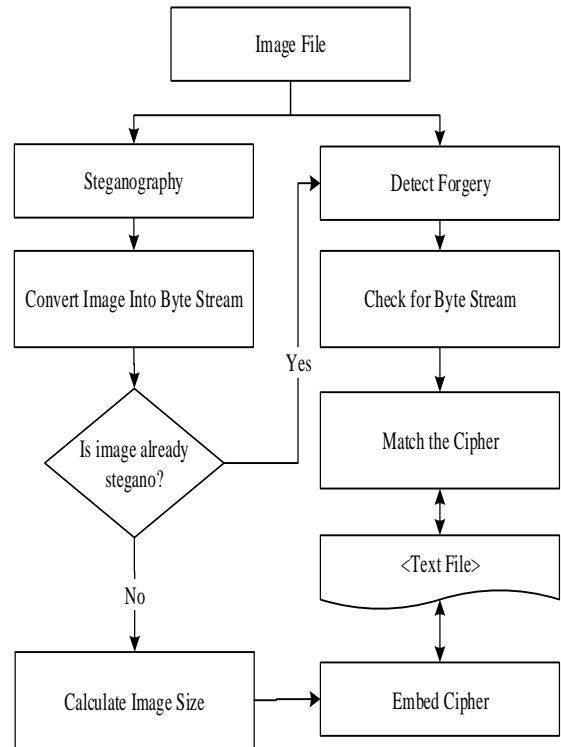 Image File
Steganography
Detect Forgery
Convert Image Into Byte Stream
Check for Byte Stream
Yes
Is image already
stegano?
Match the Cipher
<Text File>
No
Calculate Image Size
Embed Cipher